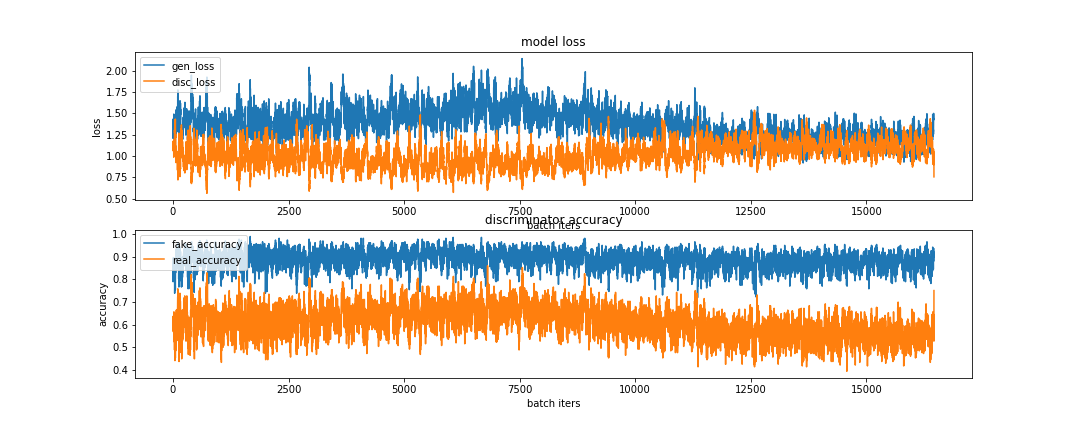 model loss
gen_loss
disc_loss
2.00
1.75
1.50
1.25
1.00
0.75
0.50
loss
0 2500 5000 7500 10000 12500 15000
batch iters
discriminator accuracy
fake_accuracy
real_accuracy
1.0
0.9
0.8
0.7
0.6
0.5
0.4
accuracy
0 2500 5000 7500 10000 12500 15000
batch iters